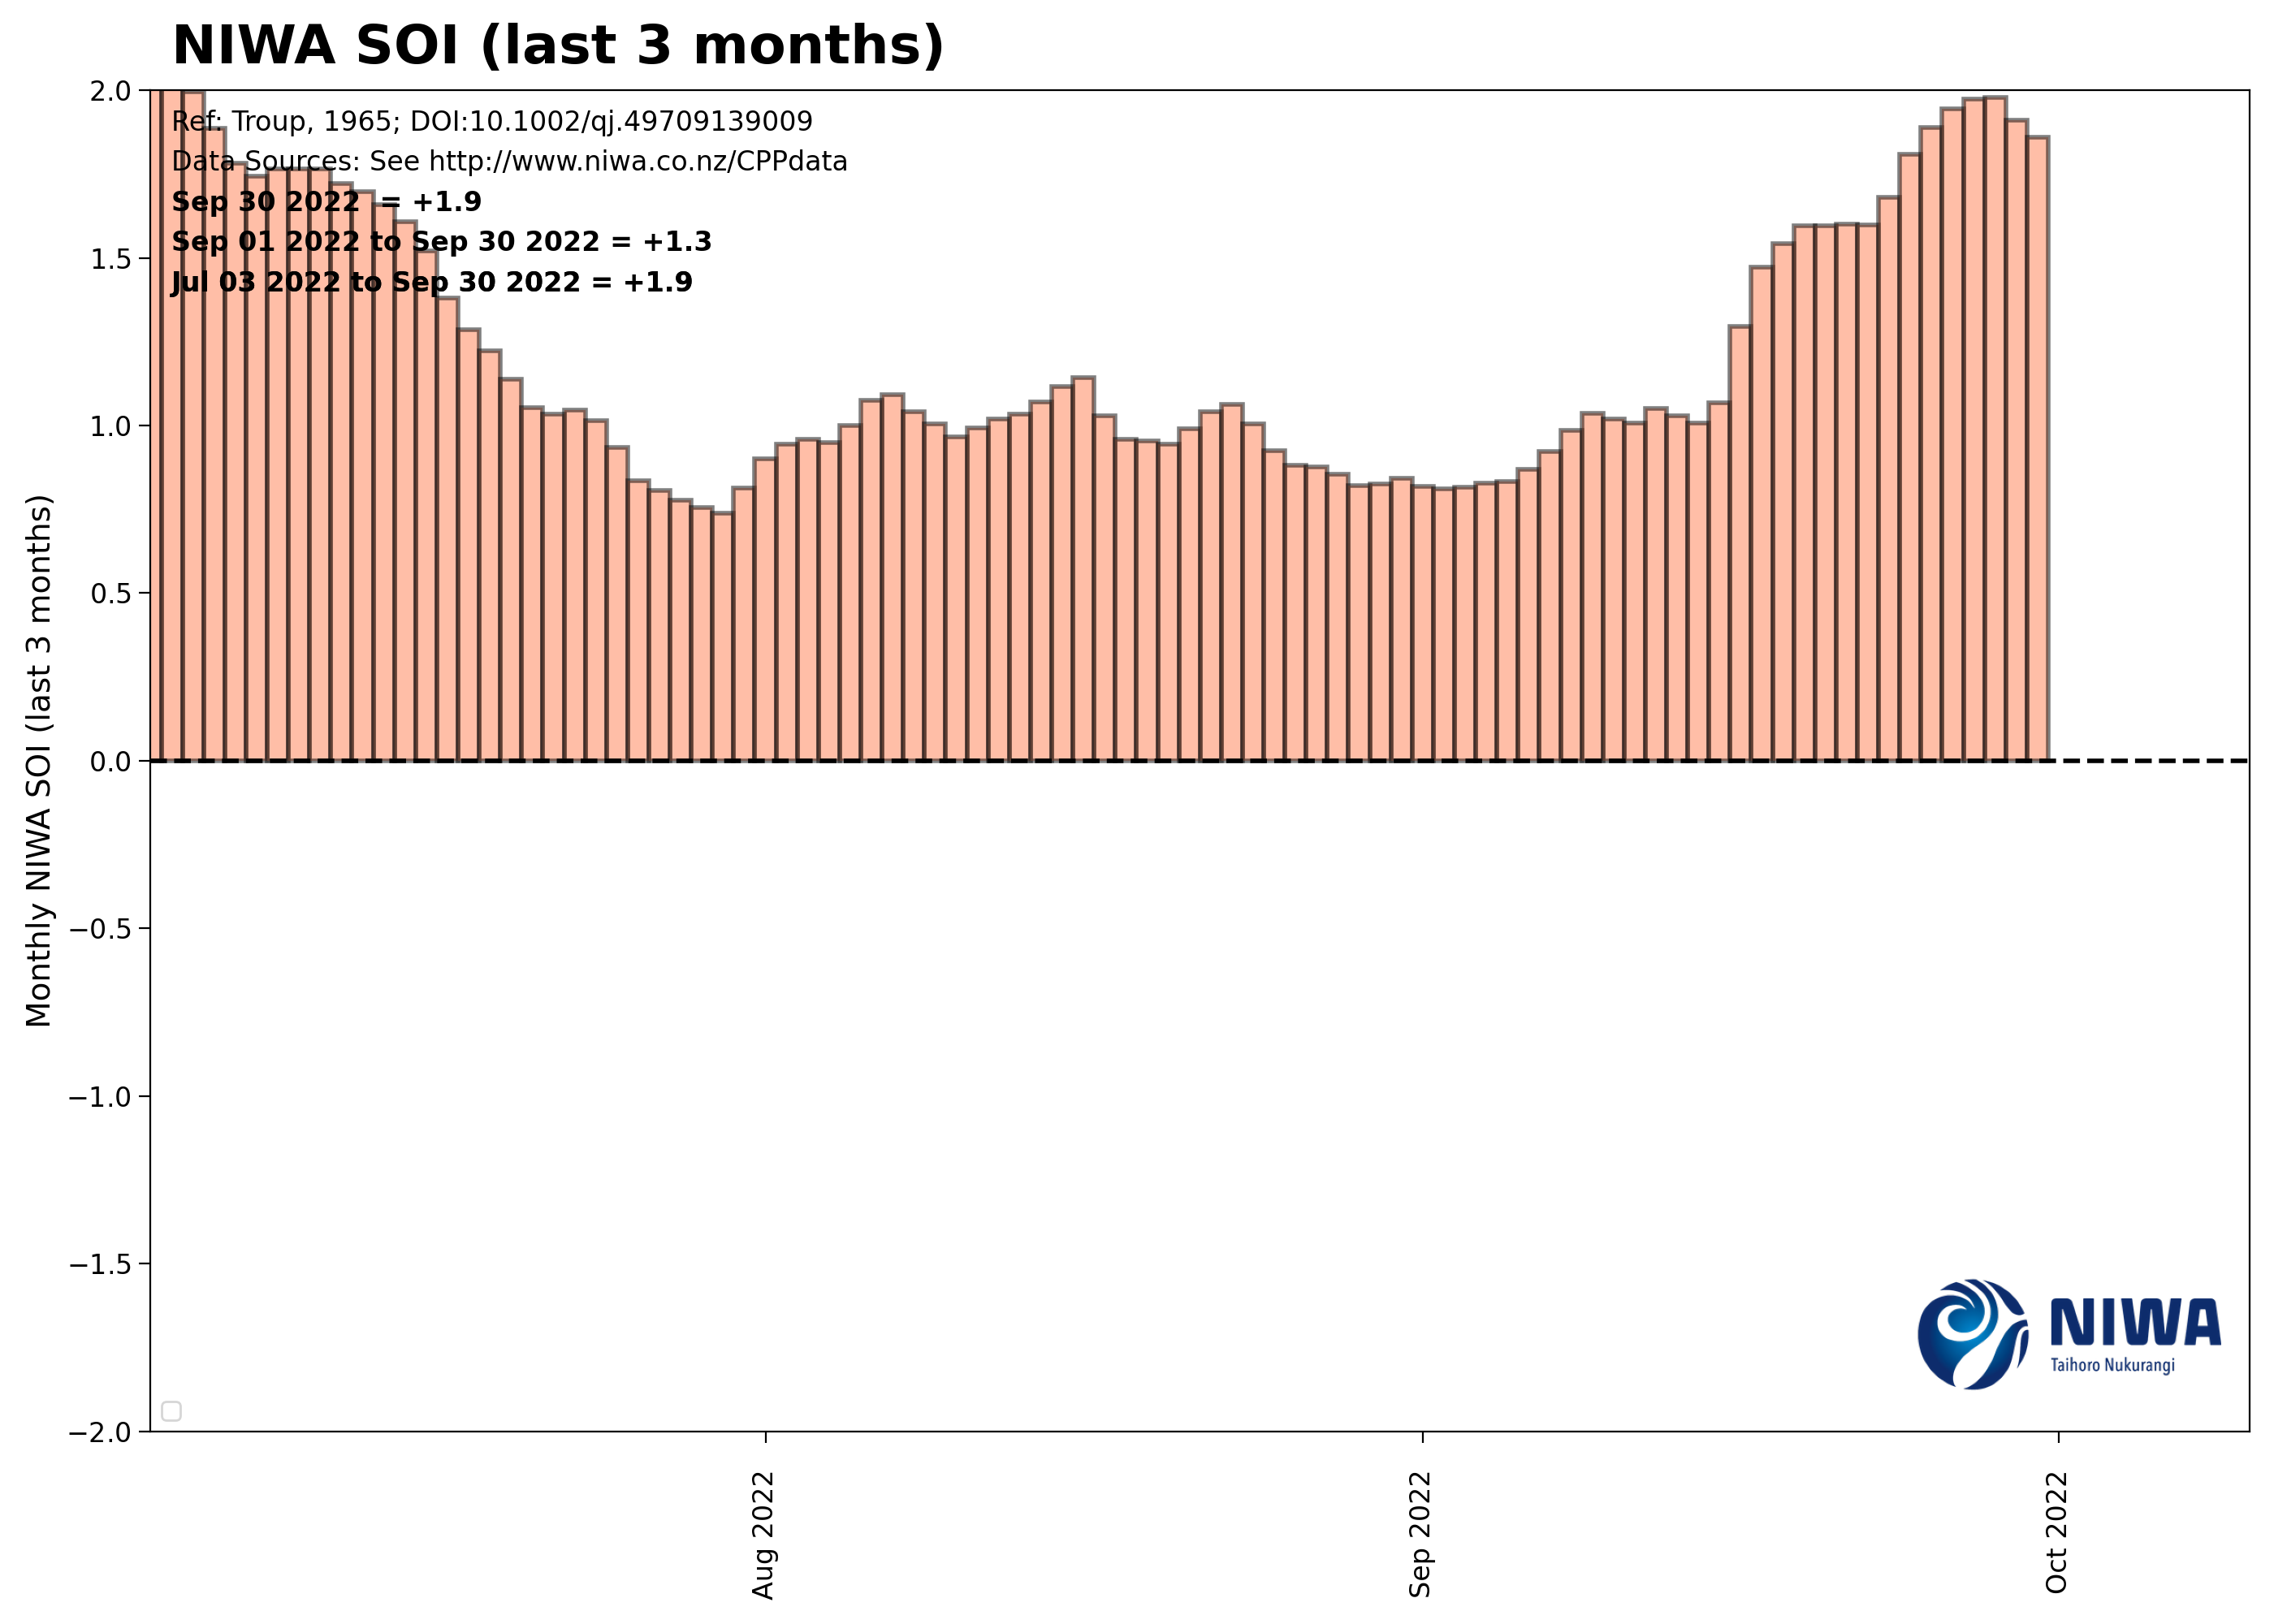 NIWA SOI (last 3 months)
Ref: Troup, 1965; DOI:10.1002/qj.49709139009
Data Sources: See http://www.niwa.co.nz/CPPdata
Sep 30 2022 = +1.9
Sep 01 2022 to Sep 30 2022 = +1.3
Jul 03 2022 to Sep 30 2022 = +1.9
Monthly NIWA SOI (last 3 months)
2.0
1.5
1.0
0.5
0.0
−0.5
−1.0
−1.5
−2.0
Aug 2022
Sep 2022
Oct 2022
NIWA
Taihoro Nukurangi